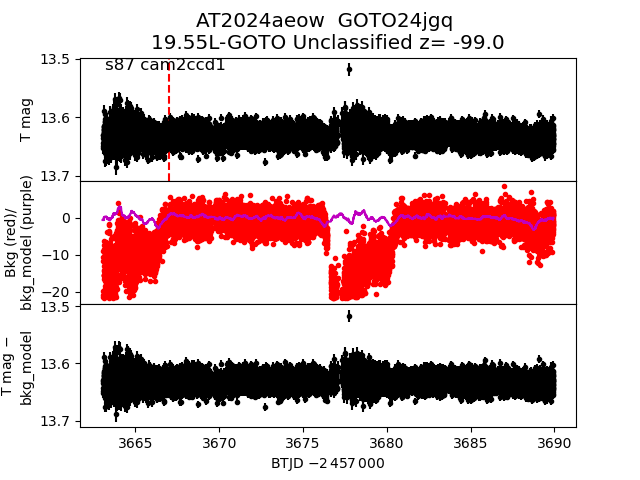 AT2024aeow  GOTO24jgq
19.55L-GOTO Unclassified z= -99.0
s87 cam2ccd1
13.5
13.6
13.7
T mag
0
−10
−20
Bkg (red)/
bkg_model (purple)
13.5
13.6
13.7
T mag −
bkg_model
3665
3670
3675
3680
3685
3690
BTJD −2 457 000